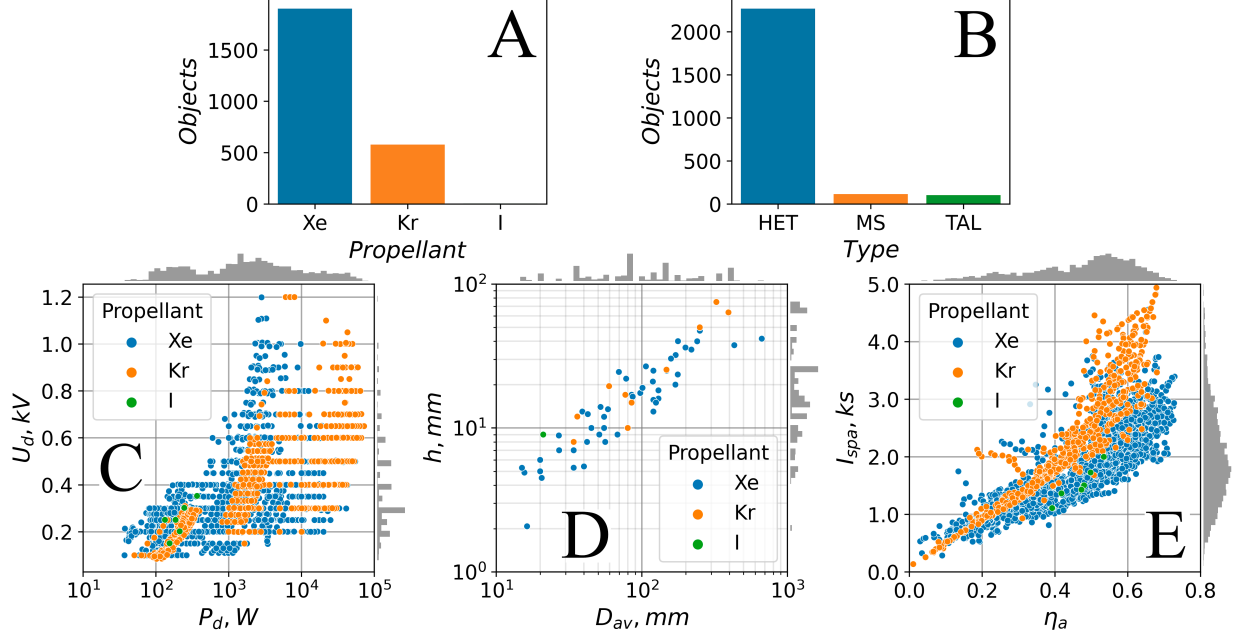 A
Objects
1500
1000
500
0
Xe Kr I
Propellant
B
Objects
2000
1500
1000
500
0
HET MS TAL
Type
C
U_d, kV
1.2
1.0
0.8
0.6
0.4
0.2
Propellant
Xe
Kr
I
10^1 10^2 10^3 10^4 10^5
P_d, W
D
h, mm
10^2
10^1
10^0
Propellant
Xe
Kr
I
10^1 10^2 10^3
D_av, mm
E
I_spa, ks
5.0
4.0
3.0
2.0
1.0
0.0
Propellant
Xe
Kr
I
0.0 0.2 0.4 0.6 0.8
η_a